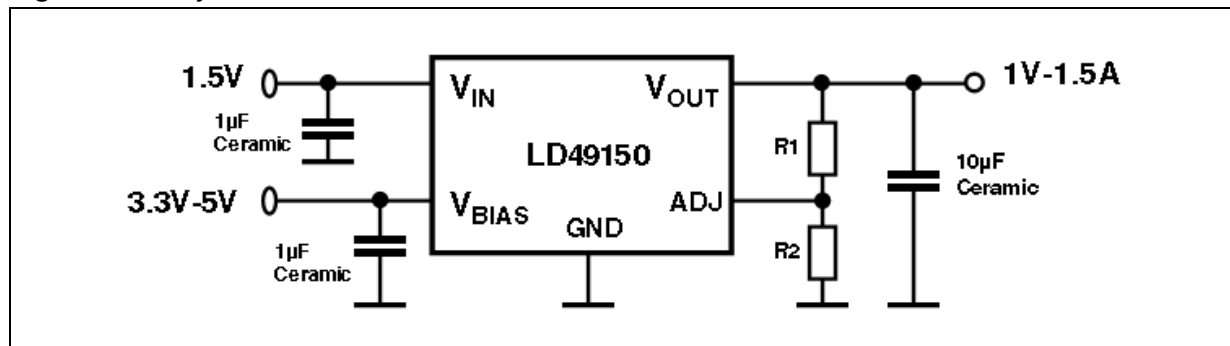 1.5V
1µF
Ceramic
3.3V-5V
1µF
Ceramic
VIN
VBIAS
LD49150
GND
VOUT
ADJ
R1
R2
10µF
Ceramic
1V-1.5A